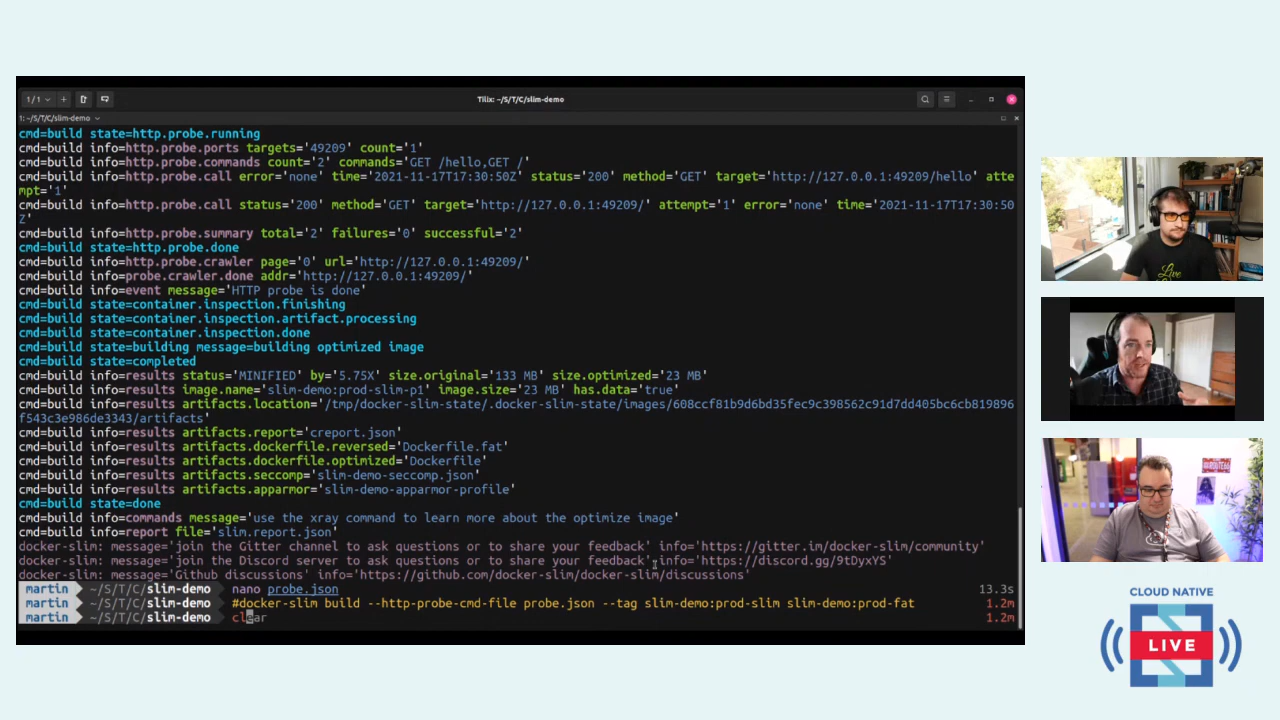 1/1
Tilix: ~/S/T/C/slim-demo
1: ~/S/T/C/slim-demo
cmd=build state=http.probe.running
cmd=build info=http.probe.ports targets='49209' count='1'
cmd=build info=http.probe.commands count='2' commands='GET /hello,GET /'
cmd=build info=http.probe.call error='none' time='2021-11-17T17:30:50Z' status='200' method='GET' target='http://127.0.0.1:49209/hello' atte
mpt='1'
cmd=build info=http.probe.call status='200' method='GET' target='http://127.0.0.1:49209/' attempt='1' error='none' time='2021-11-17T17:30:50
Z'
cmd=build info=http.probe.summary total='2' failures='0' successful='2'
cmd=build state=http.probe.done
cmd=build info=http.probe.crawler page='0' url='http://127.0.0.1:49209/'
cmd=build info=probe.crawler.done addr='http://127.0.0.1:49209/'
cmd=build info=event message='HTTP probe is done'
cmd=build state=container.inspection.finishing
cmd=build state=container.inspection.artifact.processing
cmd=build state=container.inspection.done
cmd=build state=building message=building optimized image
cmd=build state=completed
cmd=build info=results status='MINIFIED' by='5.75X' size.original='133 MB' size.optimized='23 MB'
cmd=build info=results image.name='slim-demo:prod-slim-p1' image.size='23 MB' has.data='true'
cmd=build info=results artifacts.location='/tmp/docker-slim-state/.docker-slim-state/images/608ccf81b9d6bd35fec9c398562c91d7dd405bc6cb819896
f543c3e986de3343/artifacts'
cmd=build info=results artifacts.report='creport.json'
cmd=build info=results artifacts.dockerfile.reversed='Dockerfile.fat'
cmd=build info=results artifacts.dockerfile.optimized='Dockerfile'
cmd=build info=results artifacts.seccomp='slim-demo-seccomp.json
cmd=build info=results artifacts.apparmor='slim-demo-apparmor-profile'
cmd=build state=done
cmd=build info=commands message='use the xray command to learn more about the optimize image'
cmd=build info=report file='slim.report.json'
docker-slim: message='join the Gitter channel to ask questions or to share your feedback' info='https://gitter.im/docker-slim/community'
docker-slim: message='join the Discord server to ask questions or to share your feedback' info='https://discord.gg/9tDyxYS'
docker-slim: message='Github discussions' info='https://github.com/docker-slim/docker-slim/discussions'
martin ~/S/T/C/slim-demo nano probe.json 13.3s
martin ~/S/T/C/slim-demo #docker-slim build --http-probe-cmd-file probe.json --tag slim-demo:prod-slim slim-demo:prod-fat 1.2m
martin ~/S/T/C/slim-demo clear 1.2m
Live
ROUTE66
CLOUD NATIVE
LIVE